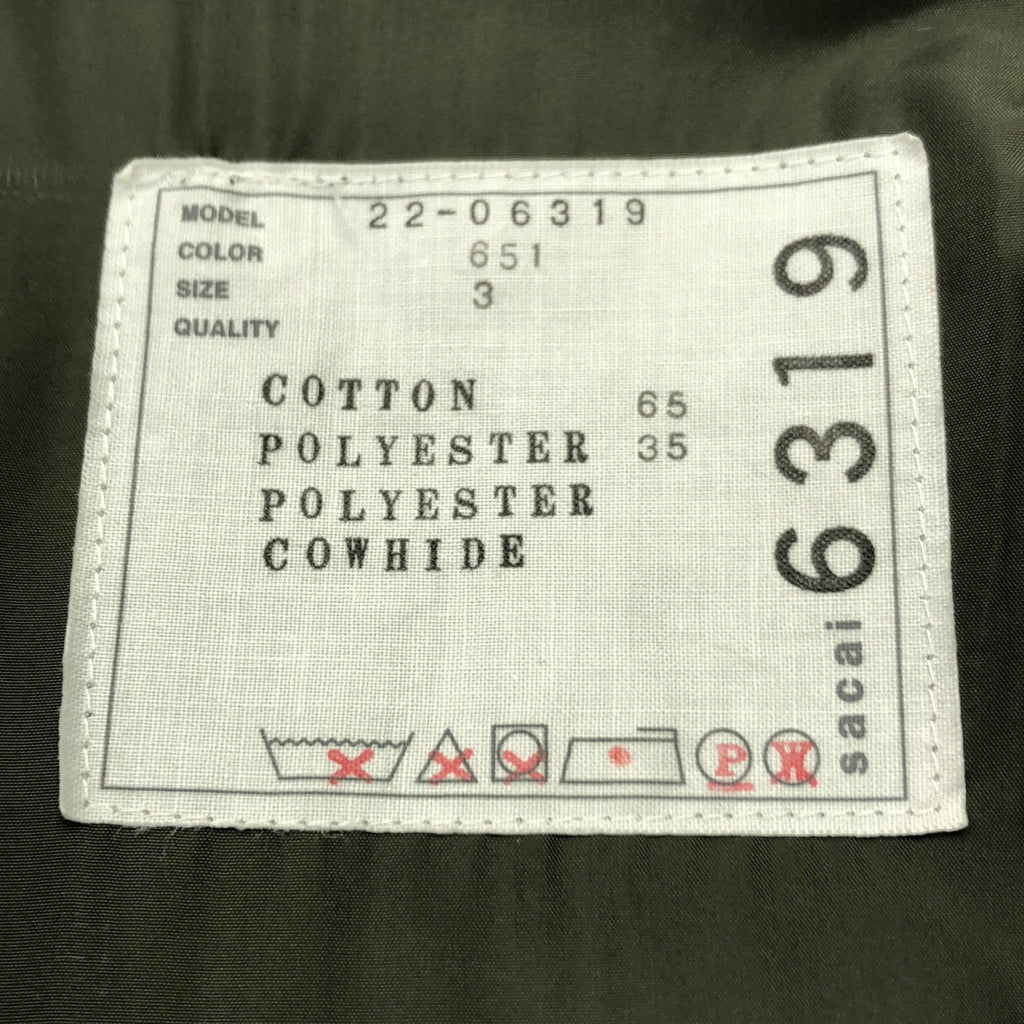 MODEL 22-06319
COLOR 651
SIZE 3
QUALITY
COTTON 65
POLYESTER 35
POLYESTER
COWHIDE
P W
sacai 6319